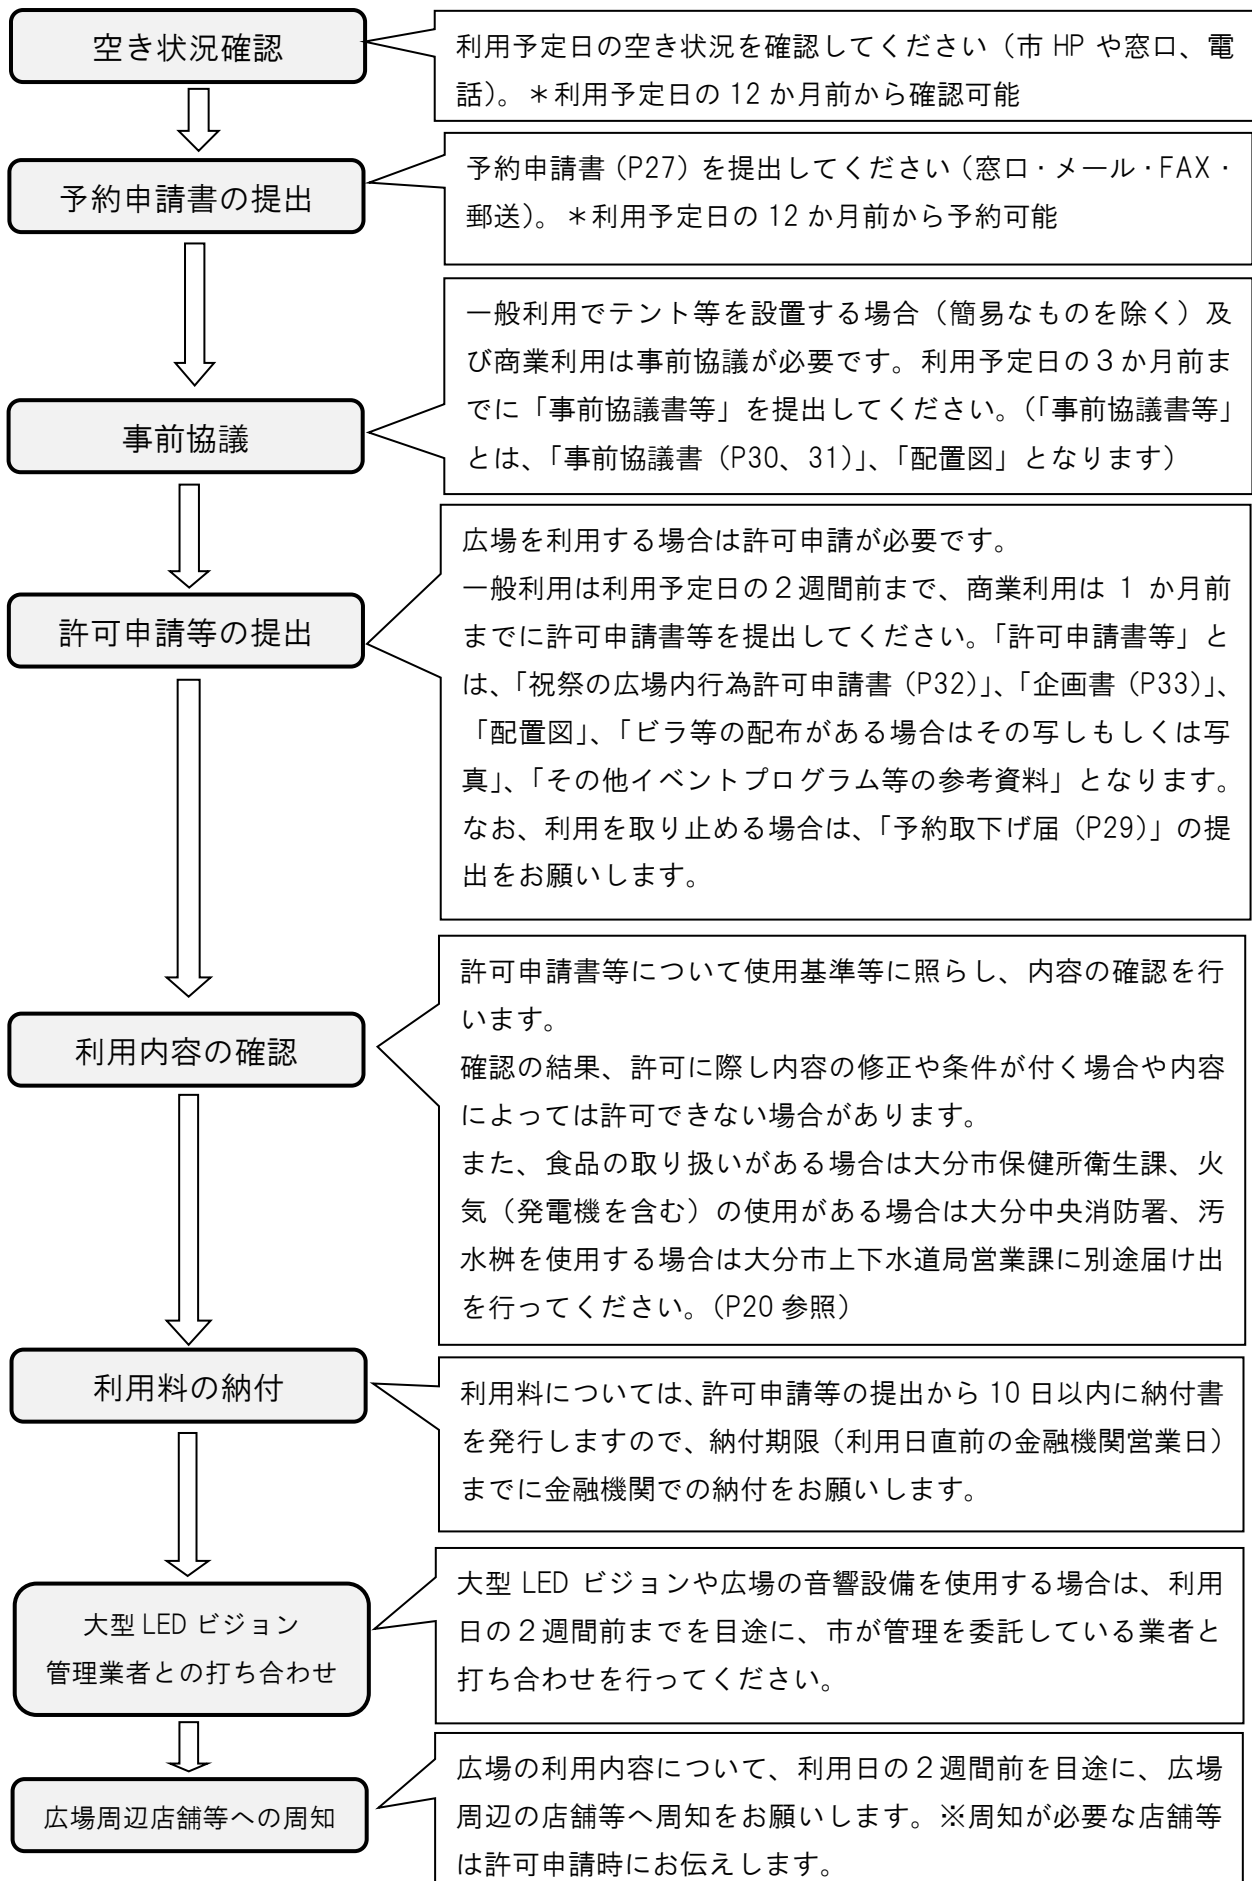 空き状況確認
利用予定日の空き状況を確認してください（市 HP や窓口、電
話）。＊利用予定日の 12 か月前から確認可能
予約申請書の提出
予約申請書（P27）を提出してください（窓口・メール・FAX・
郵送）。＊利用予定日の 12 か月前から予約可能
事前協議
一般利用でテント等を設置する場合（簡易なものを除く）及
び商業利用は事前協議が必要です。利用予定日の３か月前ま
でに「事前協議書等」を提出してください。（「事前協議書等」
とは、「事前協議書（P30、31）」、「配置図」となります）
許可申請等の提出
広場を利用する場合は許可申請が必要です。
一般利用は利用予定日の２週間前まで、商業利用は 1 か月前
までに許可申請書等を提出してください。「許可申請書等」と
は、「祝祭の広場内行為許可申請書（P32）」、「企画書（P33）」、
「配置図」、「ビラ等の配布がある場合はその写しもしくは写
真」、「その他イベントプログラム等の参考資料」となります。
なお、利用を取り止める場合は、「予約取下げ届（P29）」の提
出をお願いします。
利用内容の確認
許可申請書等について使用基準等に照らし、内容の確認を行
います。
確認の結果、許可に際し内容の修正や条件が付く場合や内容
によっては許可できない場合があります。
また、食品の取り扱いがある場合は大分市保健所衛生課、火
気（発電機を含む）の使用がある場合は大分中央消防署、汚
水桝を使用する場合は大分市上下水道局営業課に別途届け出
を行ってください。（P20 参照）
利用料の納付
利用料については、許可申請等の提出から 10 日以内に納付書
を発行しますので、納付期限（利用日直前の金融機関営業日）
までに金融機関での納付をお願いします。
大型 LED ビジョン
管理業者との打ち合わせ
大型 LED ビジョンや広場の音響設備を使用する場合は、利用
日の２週間前までを目途に、市が管理を委託している業者と
打ち合わせを行ってください。
広場周辺店舗等への周知
広場の利用内容について、利用日の２週間前を目途に、広場
周辺の店舗等へ周知をお願いします。※周知が必要な店舗等
は許可申請時にお伝えします。